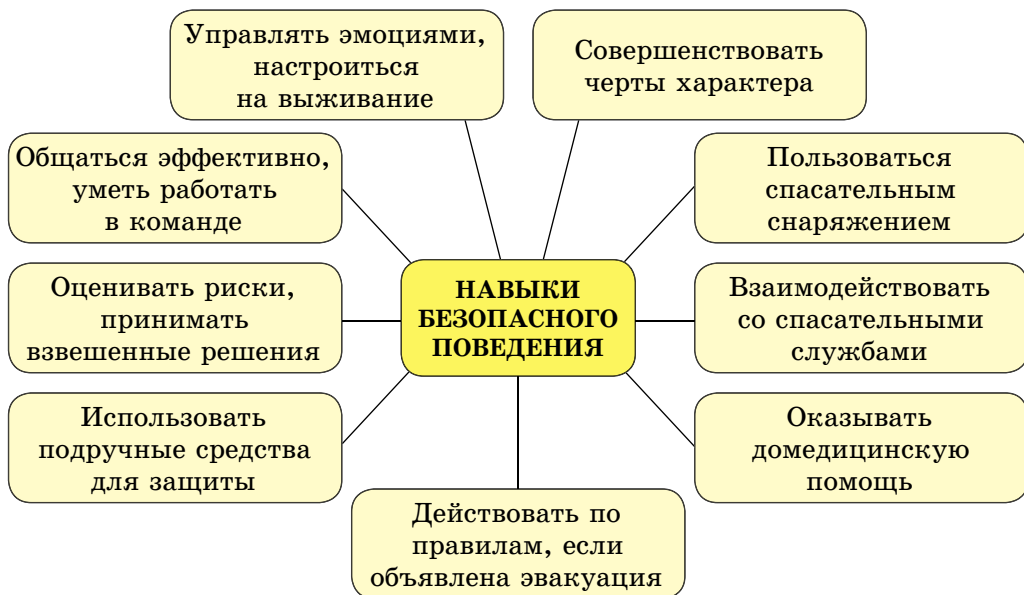 Управлять эмоциями,
настроиться
на выживание
Совершенствовать
черты характера
Общаться эффективно,
уметь работать
в команде
Пользоваться
спасательным
снаряжением
Оценивать риски,
принимать
взвешенные решения
НАВЫКИ
БЕЗОПАСНОГО
ПОВЕДЕНИЯ
Взаимодействовать
со спасательными
службами
Использовать
подручные средства
для защиты
Оказывать
домедицинскую
помощь
Действовать по
правилам, если
объявлена эвакуация